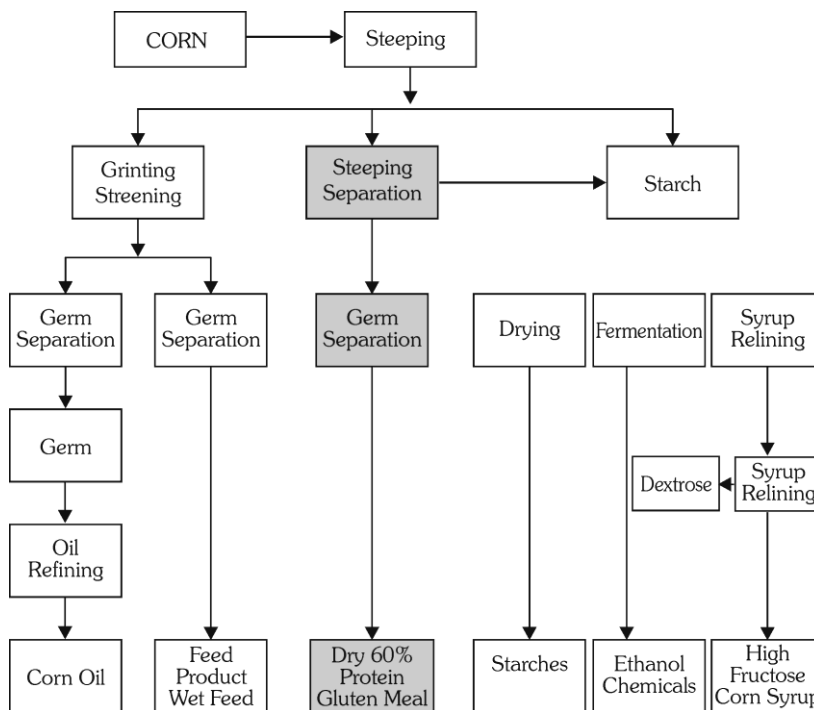 CORN
Steeping
Grinting
Streening
Steeping
Separation
Starch
Germ
Separation
Germ
Separation
Germ
Separation
Drying
Fermentation
Syrup
Relining
Germ
Dextrose
Syrup
Relining
Oil
Refining
Corn Oil
Feed
Product
Wet Feed
Dry 60%
Protein
Gluten Meal
Starches
Ethanol
Chemicals
High
Fructose
Corn Syrup